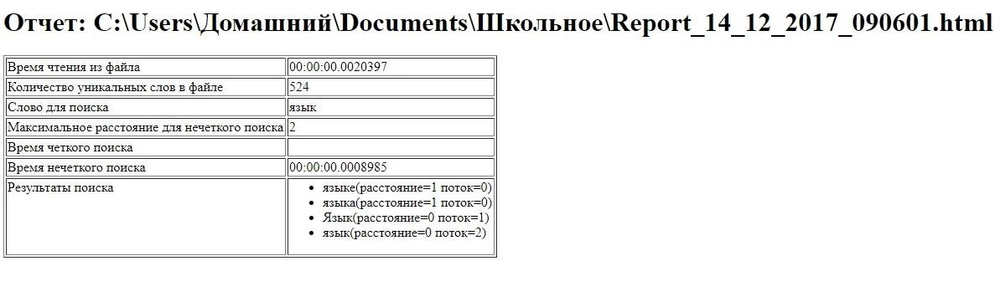 Отчет: C:\Users\Домашний\Documents\Школьное\Report_14_12_2017_090601.html
Время чтения из файла 00:00:00.0020397
Количество уникальных слов в файле 524
Слово для поиска язык
Максимальное расстояние для нечеткого поиска 2
Время четкого поиска
Время нечеткого поиска 00:00:00.0008985
Результаты поиска
• языке(расстояние=1 поток=0)
• языка(расстояние=1 поток=0)
• Язык(расстояние=0 поток=1)
• язык(расстояние=0 поток=2)